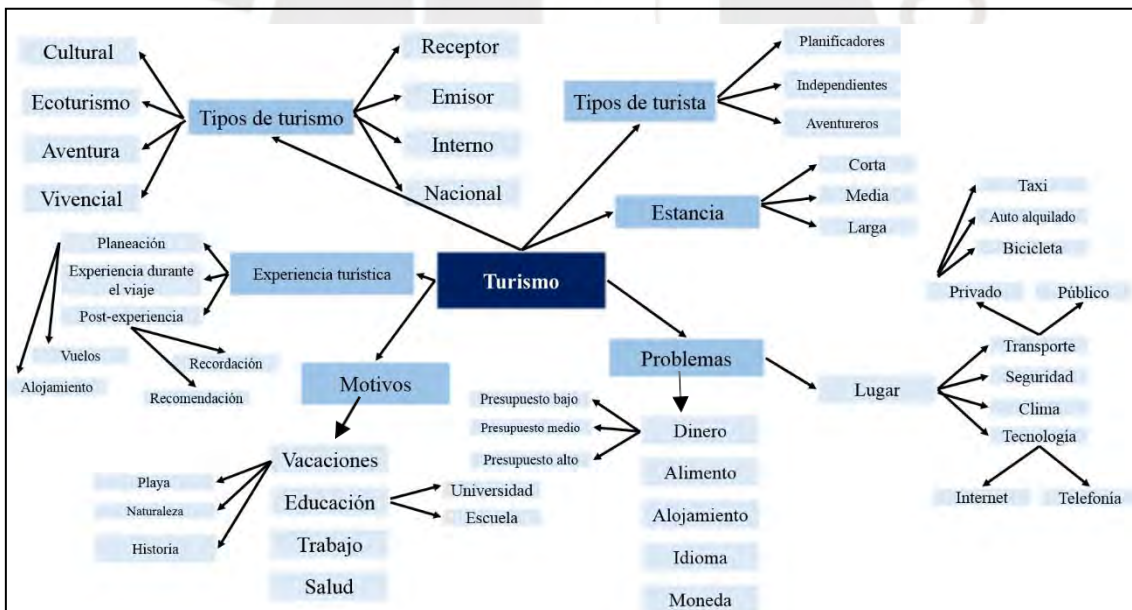 Cultural
Ecoturismo
Aventura
Vivencial
Tipos de turismo
Receptor
Emisor
Interno
Nacional
Tipos de turista
Planificadores
Independientes
Aventureros
Estancia
Corta
Media
Larga
Turismo
Experiencia turística
Planeación
Experiencia durante
el viaje
Post-experiencia
Vuelos
Alojamiento
Recordación
Recomendación
Motivos
Vacaciones
Educación
Trabajo
Salud
Playa
Naturaleza
Historia
Universidad
Escuela
Problemas
Presupuesto bajo
Presupuesto medio
Presupuesto alto
Dinero
Alimento
Alojamiento
Idioma
Moneda
Lugar
Taxi
Auto alquilado
Bicicleta
Privado
Público
Transporte
Seguridad
Clima
Tecnología
Internet
Telefonía